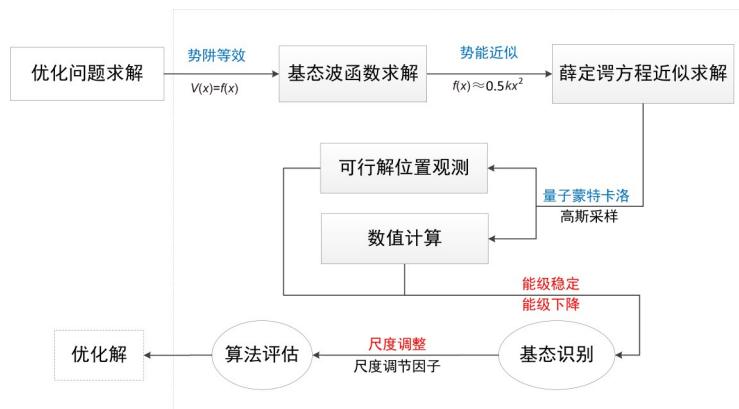 优化问题求解
势阱等效
V(x)=f(x)
基态波函数求解
势能近似
f(x)≈0.5kx²
薛定谔方程近似求解
可行解位置观测
量子蒙特卡洛
高斯采样
数值计算
能级稳定
能级下降
优化解
算法评估
尺度调整
尺度调节因子
基态识别